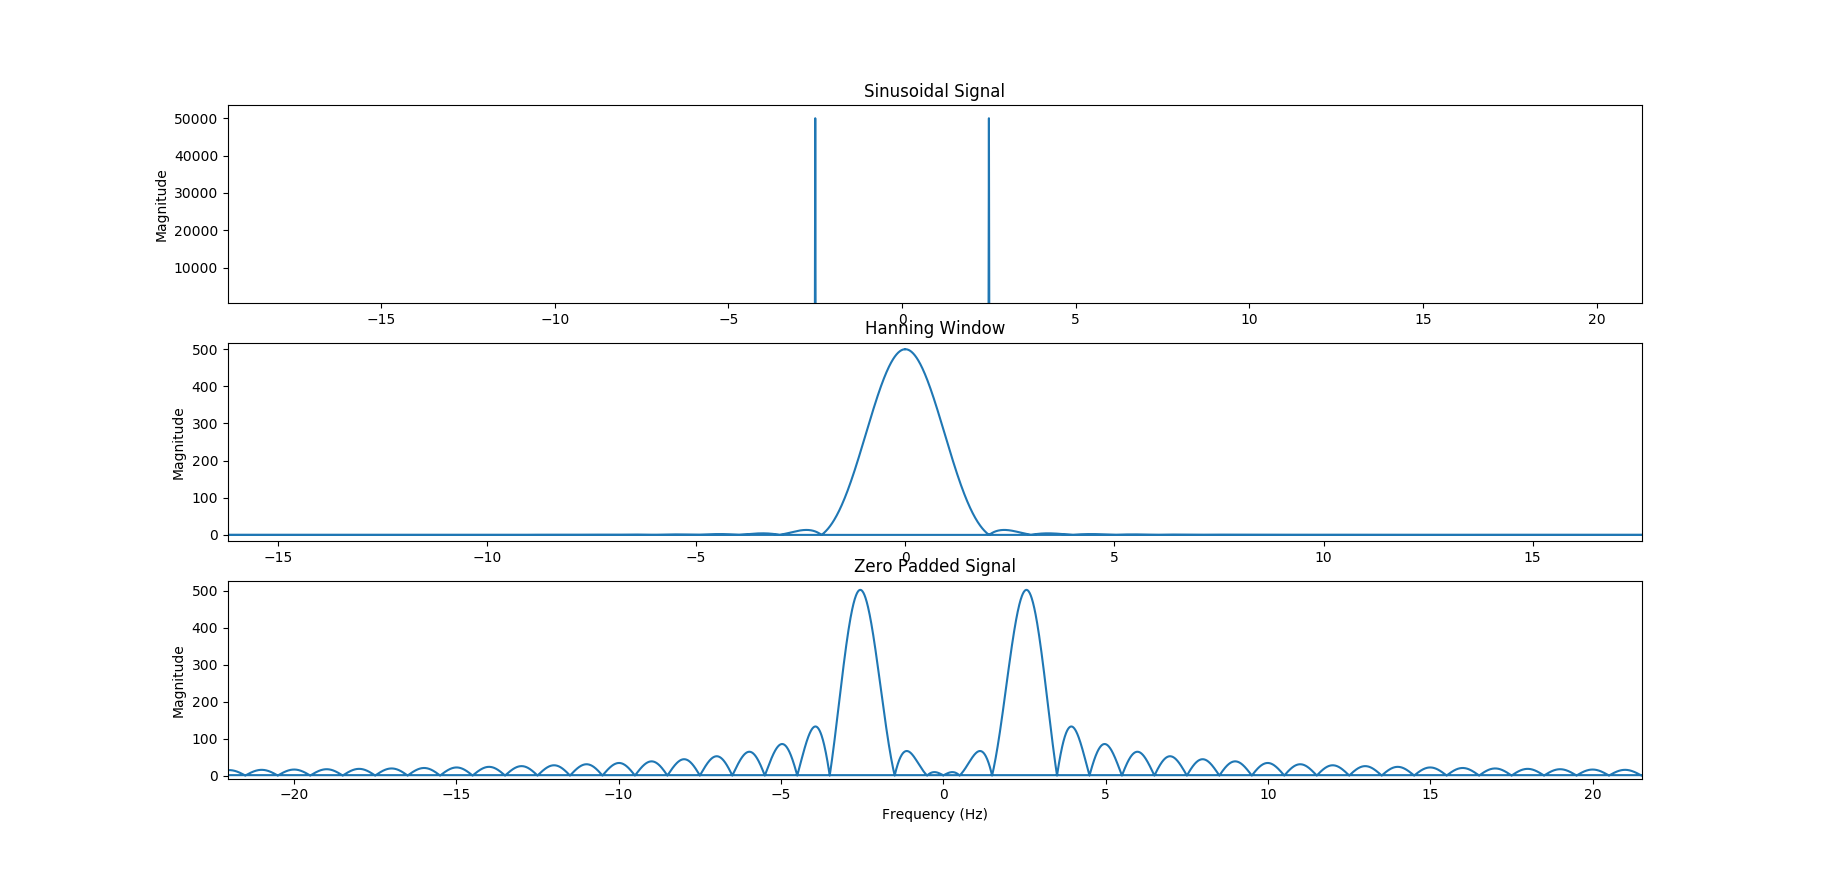 Sinusoidal Signal
Magnitude
50000
40000
30000
20000
10000
−15 −10 −5 0 5 10 15 20
Hanning Window
Magnitude
500
400
300
200
100
0
−15 −10 −5 0 5 10 15
Zero Padded Signal
Magnitude
500
400
300
200
100
0
−20 −15 −10 −5 0 5 10 15 20
Frequency (Hz)